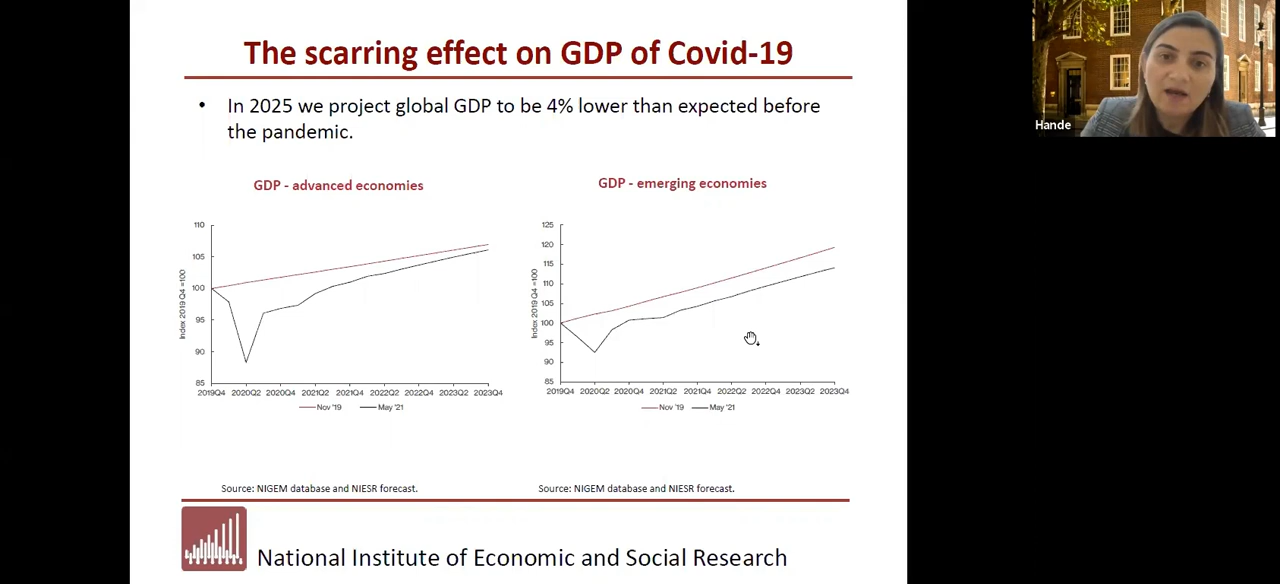 The scarring effect on GDP of Covid-19
• In 2025 we project global GDP to be 4% lower than expected before
the pandemic.
Hande
GDP - advanced economies
110
105
100
95
90
85
Index 2019 Q4 =100
2019Q4 2020Q2 2020Q4 2021Q2 2021Q4 2022Q2 2022Q4 2023Q2 2023Q4
Nov '19 May '21
GDP - emerging economies
125
120
115
110
105
100
95
90
85
Index 2019 Q4 =100
2019Q4 2020Q2 2020Q4 2021Q2 2021Q4 2022Q2 2022Q4 2023Q2 2023Q4
Nov '19 May '21
Source: NIGEM database and NIESR forecast.
Source: NIGEM database and NIESR forecast.
National Institute of Economic and Social Research